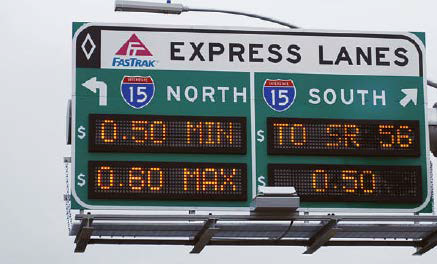 FASTRAK EXPRESS LANES
INTERSTATE 15 NORTH
$ 0.50 MIN
$ 0.60 MAX
INTERSTATE 15 SOUTH
$ TO SR 56
$ 0.50